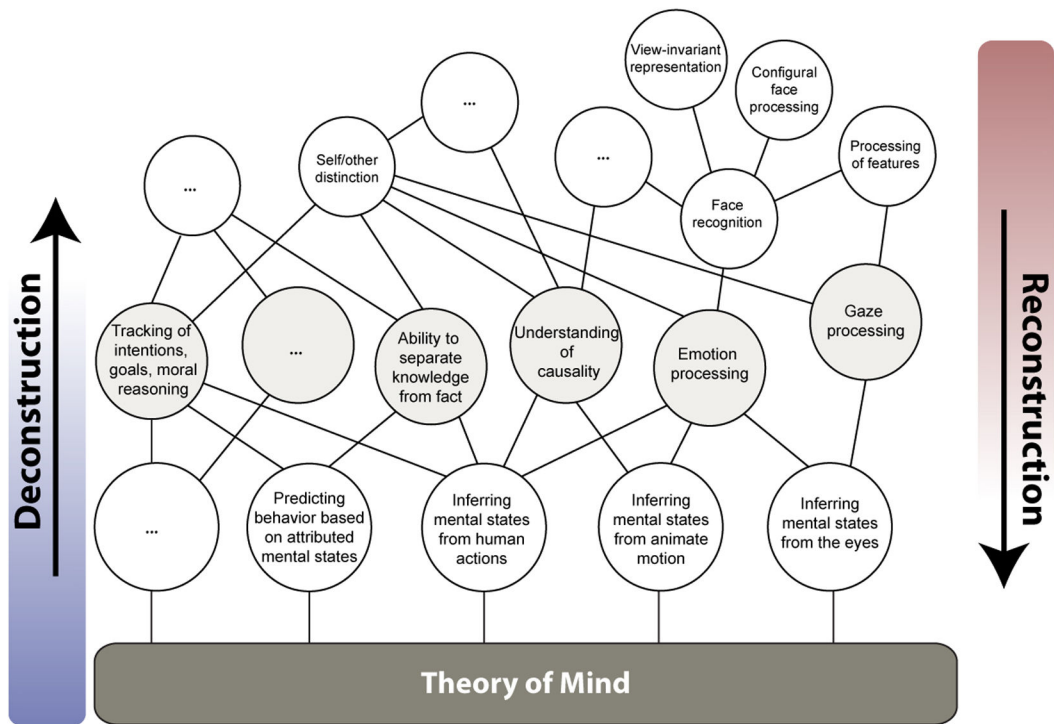 View-invariant
representation
Configural
face
processing
...
...
Processing
of features
...
Self/other
distinction
Face
recognition
Tracking of
intentions,
goals, moral
reasoning
...
Ability to
separate
knowledge
from fact
Understanding
of
causality
Emotion
processing
Gaze
processing
...
Predicting
behavior based
on attributed
mental states
Inferring
mental states
from human
actions
Inferring
mental states
from animate
motion
Inferring
mental states
from the eyes
Theory of Mind
Deconstruction
Reconstruction